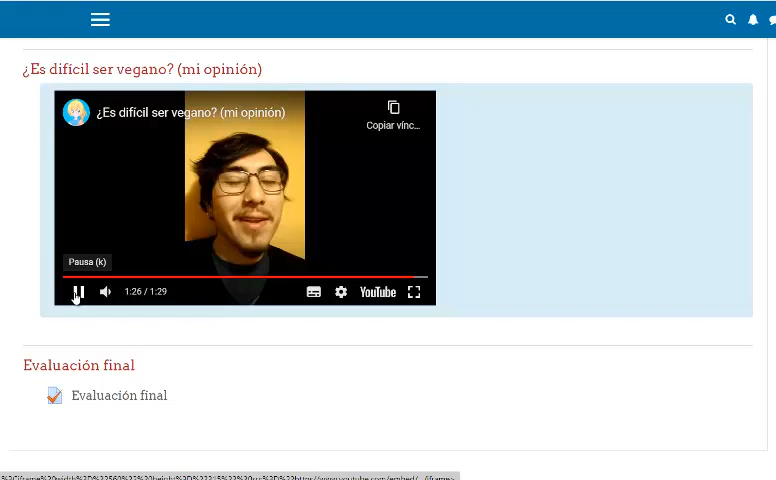 ¿Es difícil ser vegano? (mi opinión)
¿Es difícil ser vegano? (mi opinión)
Copiar vínc...
Pausa (k)
1:26 / 1:29
YouTube
Evaluación final
Evaluación final